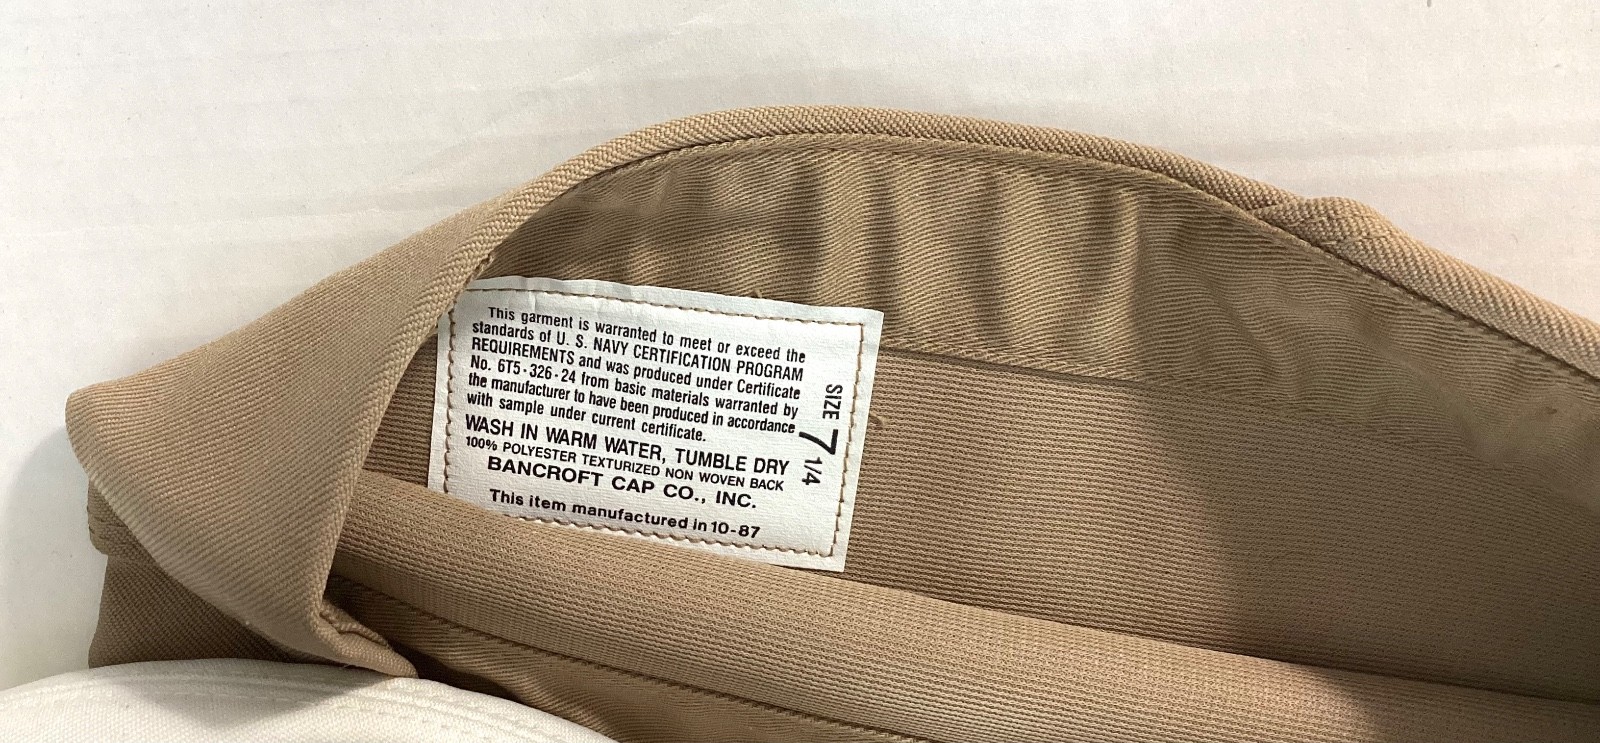 This garment is warranted to meet or exceed the
standards of U. S. NAVY CERTIFICATION PROGRAM
REQUIREMENTS and was produced under Certificate
No. 6T5-326-24 from basic materials warranted by
the manufacturer to have been produced in accordance
with sample under current certificate.
WASH IN WARM WATER, TUMBLE DRY
100% POLYESTER TEXTURIZED NON WOVEN BACK
BANCROFT CAP CO., INC.
This item manufactured in 10-87
SIZE 7 1/4